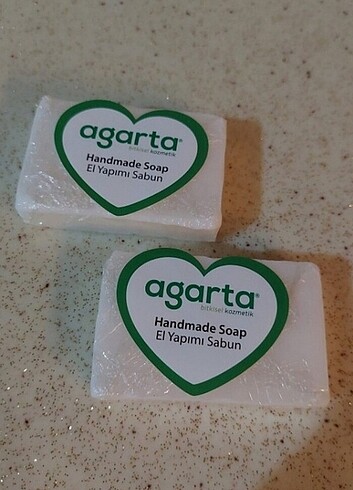 agarta®
bitkisel kozmetik
Handmade Soap
El Yapımı Sabun
agarta®
bitkisel kozmetik
Handmade Soap
El Yapımı Sabun